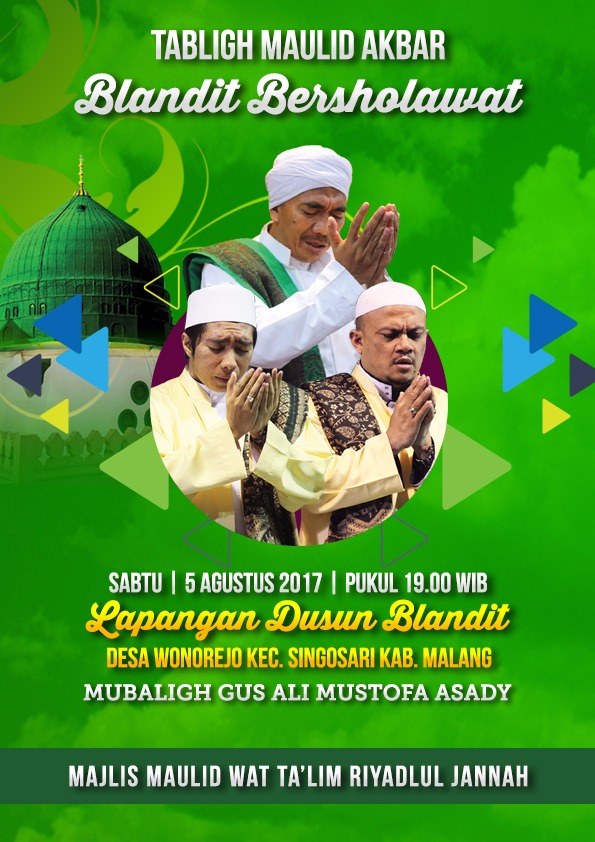 TABLIGH MAULID AKBAR
Blandit Bersholawat
SABTU | 5 AGUSTUS 2017 | PUKUL 19.00 WIB
Lapangan Dusun Blandit
DESA WONOREJO KEC. SINGOSARI KAB. MALANG
MUBALIGH GUS ALI MUSTOFA ASADY
MAJLIS MAULID WAT TA'LIM RIYADLUL JANNAH